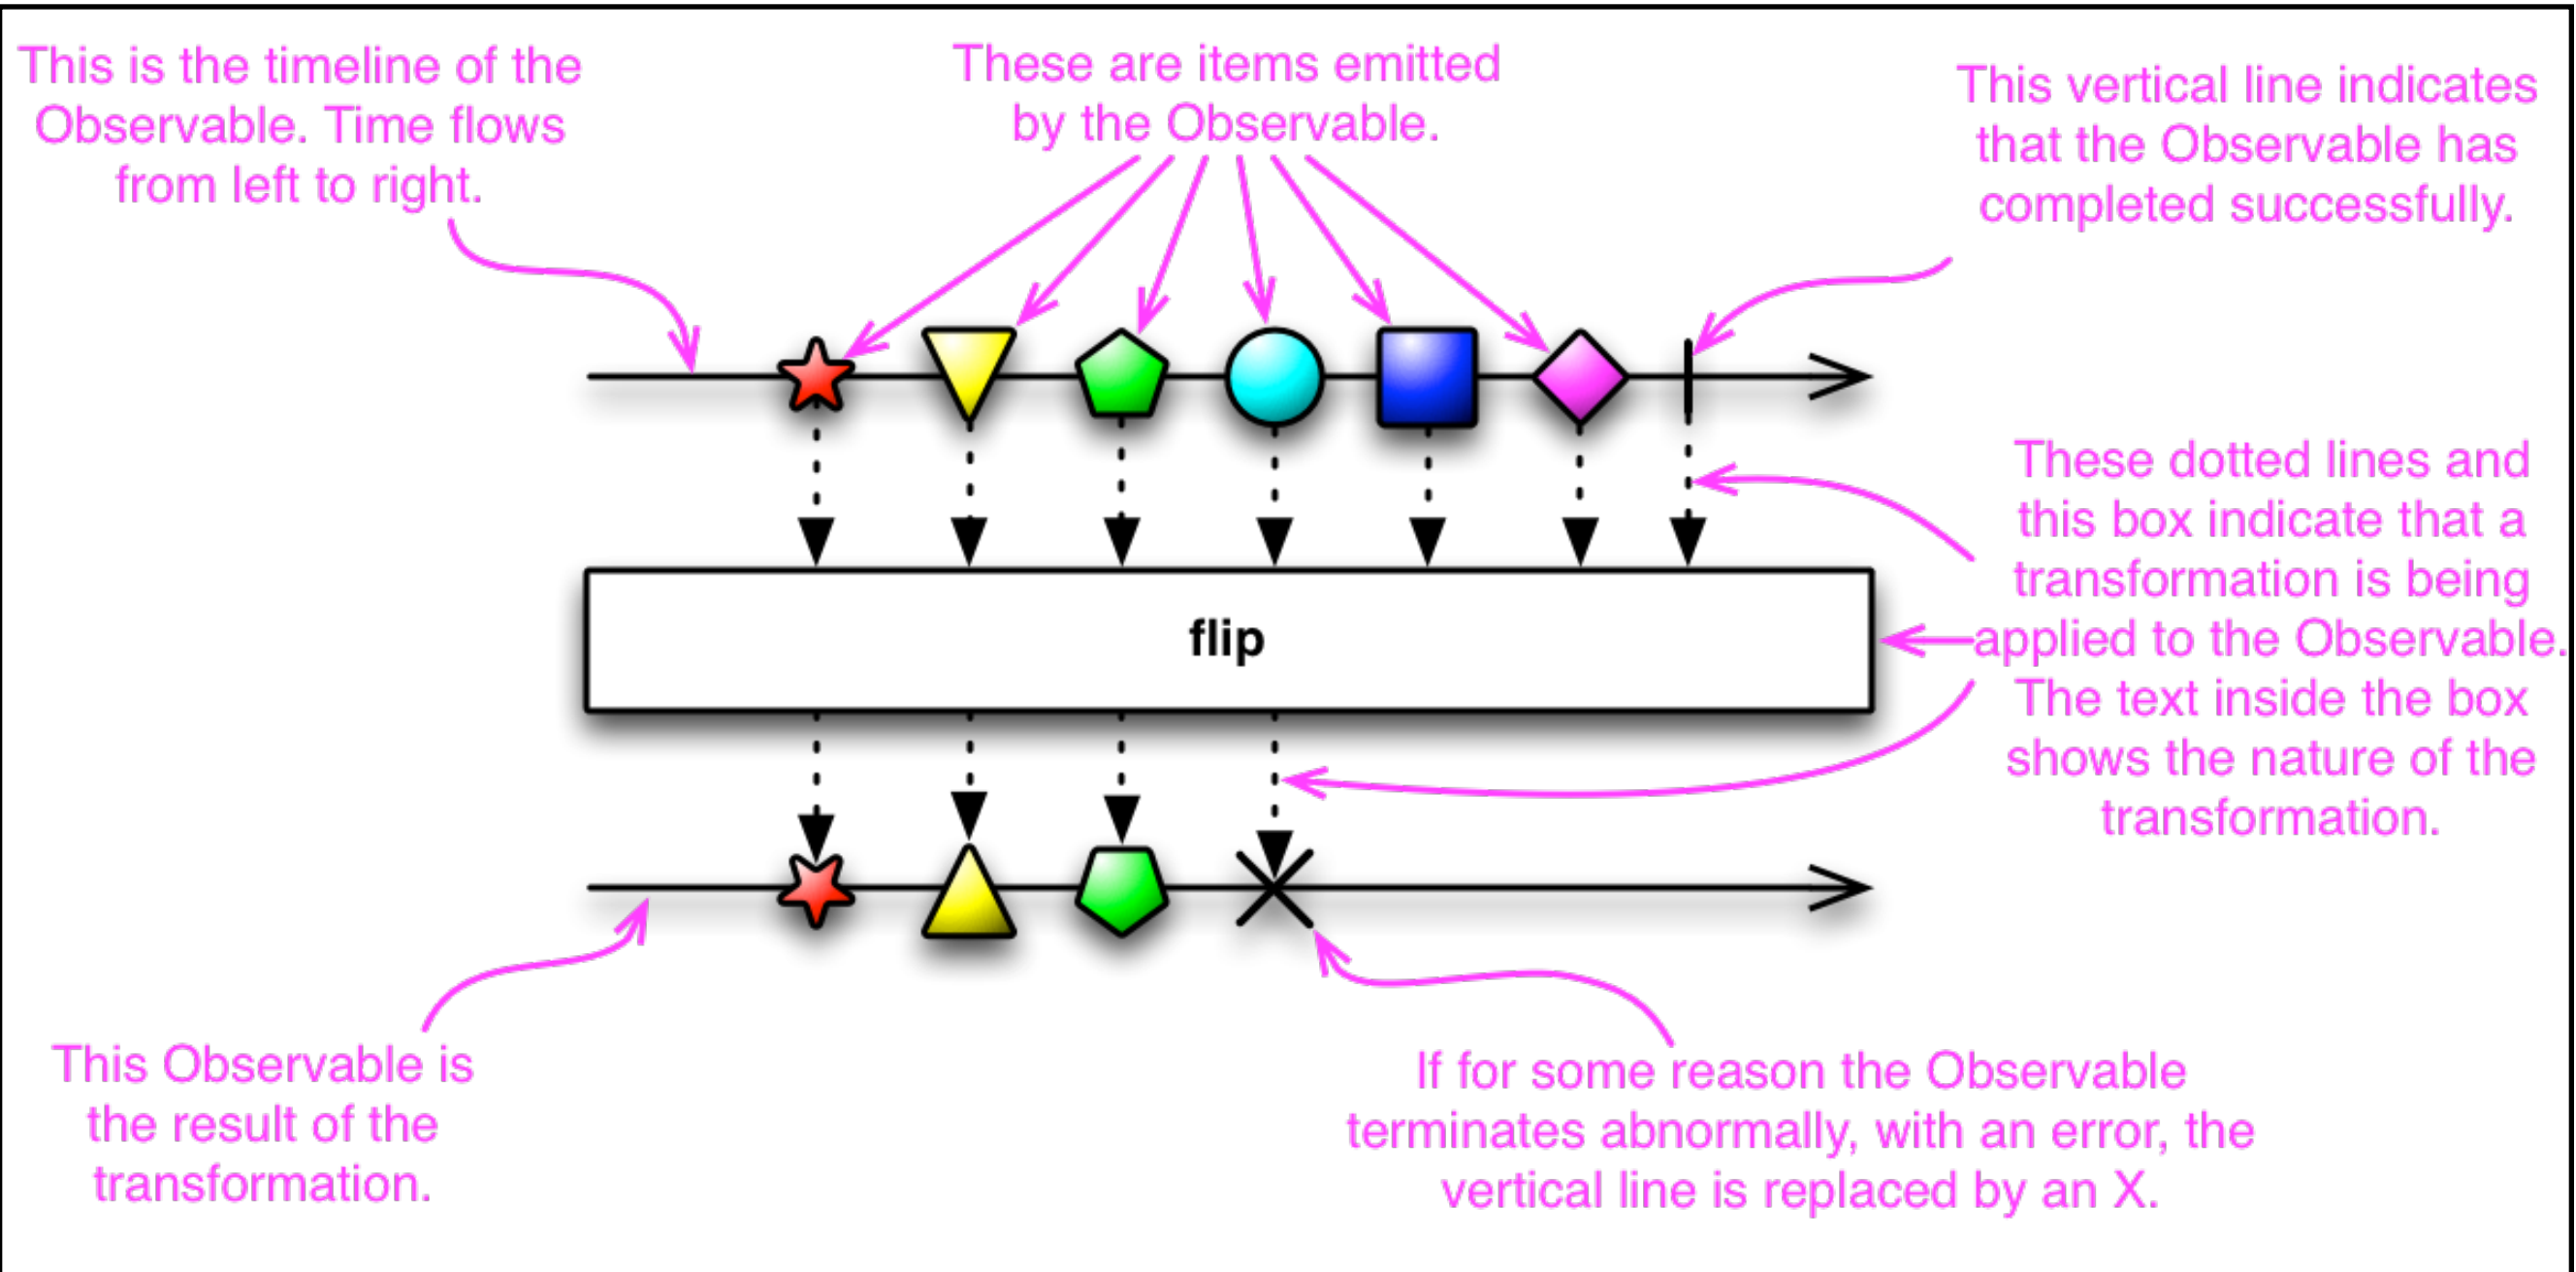 This is the timeline of the
Observable. Time flows
from left to right.
These are items emitted
by the Observable.
This vertical line indicates
that the Observable has
completed successfully.
These dotted lines and
this box indicate that a
transformation is being
applied to the Observable.
The text inside the box
shows the nature of the
transformation.
flip
This Observable is
the result of the
transformation.
If for some reason the Observable
terminates abnormally, with an error, the
vertical line is replaced by an X.